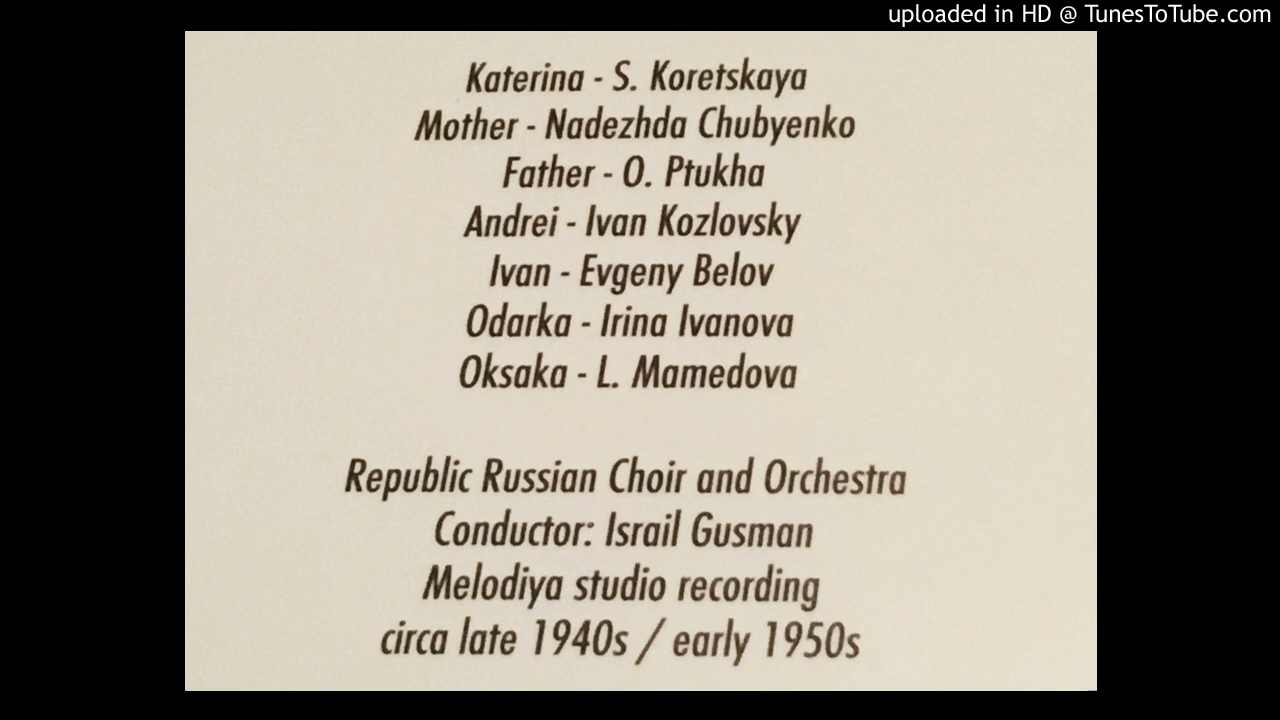 uploaded in HD @ TunesToTube.com
Katerina - S. Koretskaya
Mother - Nadezhda Chubyenko
Father - O. Ptukha
Andrei - Ivan Kozlovsky
Ivan - Evgeny Belov
Odarka - Irina Ivanova
Oksaka - L. Mamedova
Republic Russian Choir and Orchestra
Conductor: Israil Gusman
Melodiya studio recording
circa late 1940s / early 1950s